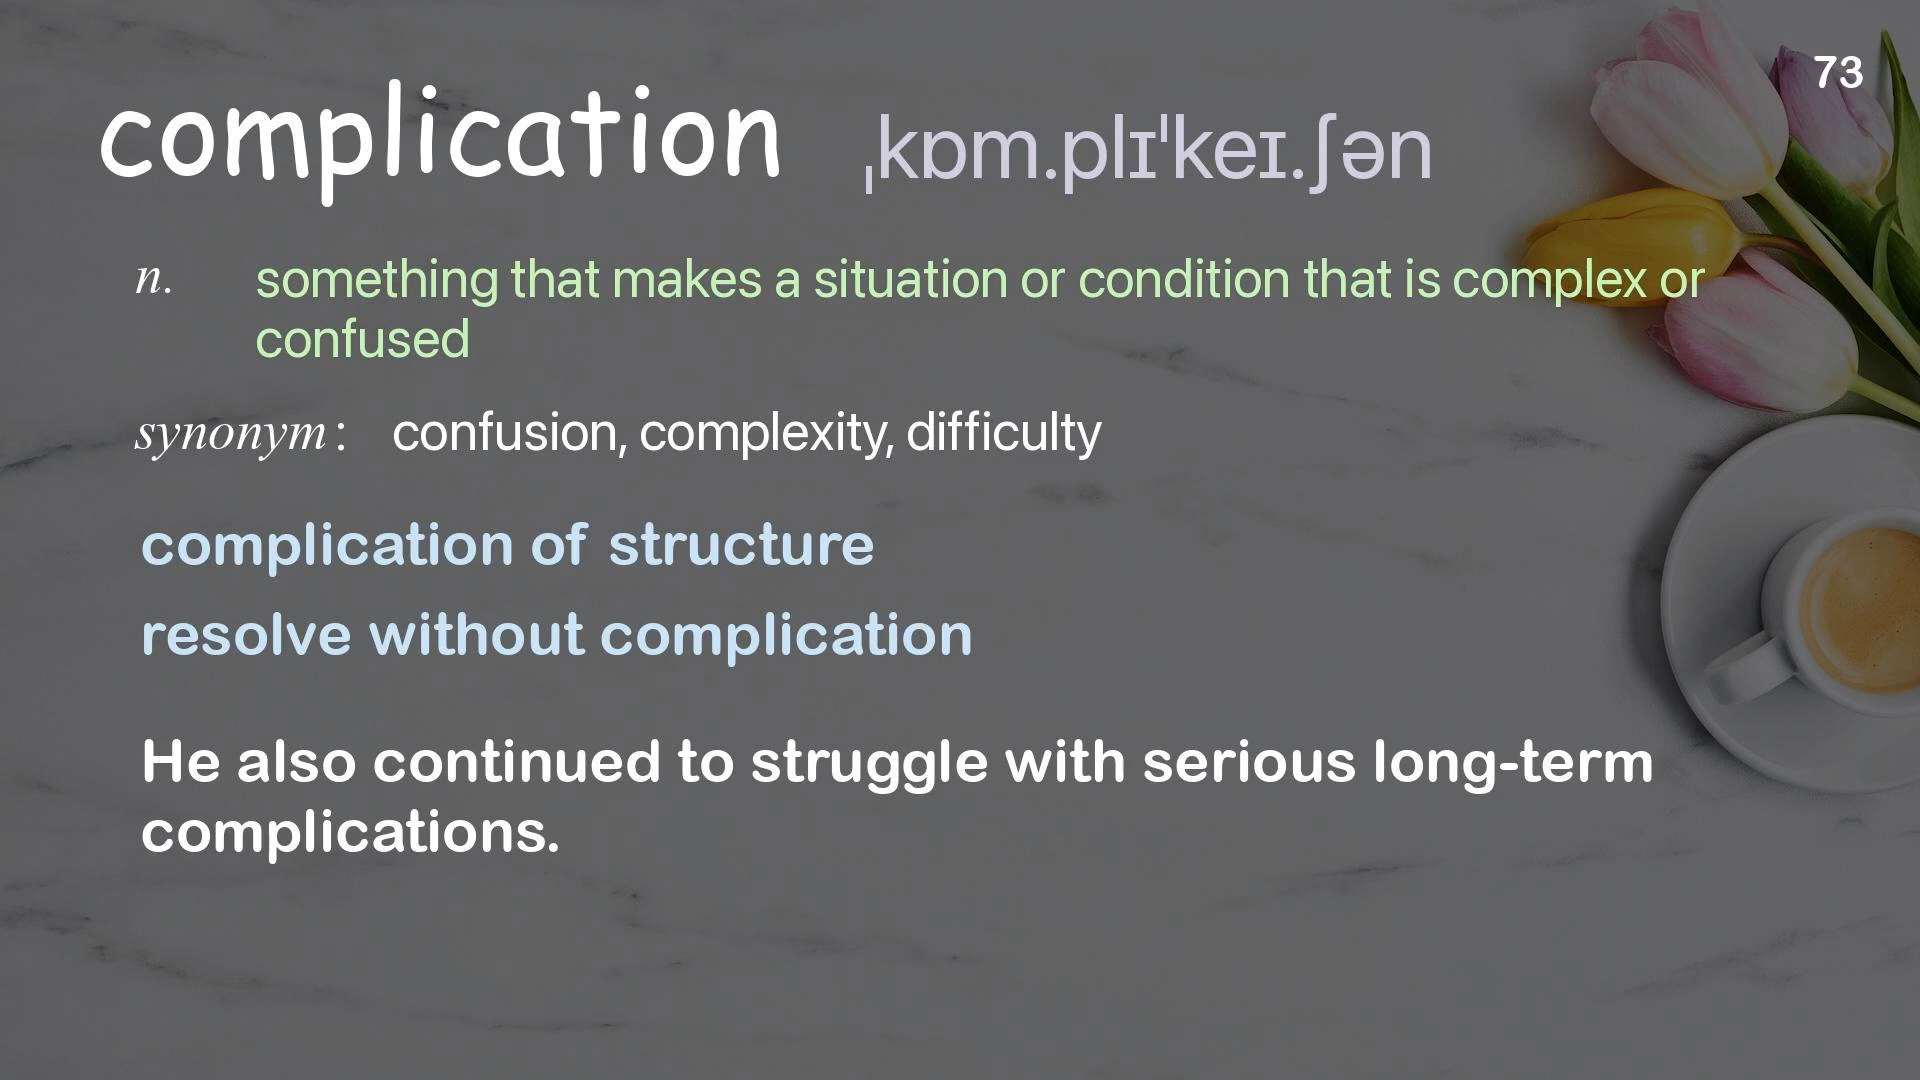 73
complication ˌkɒm.plɪˈkeɪ.ʃən
n. something that makes a situation or condition that is complex or
confused
synonym: confusion, complexity, difficulty
complication of structure
resolve without complication
He also continued to struggle with serious long-term
complications.